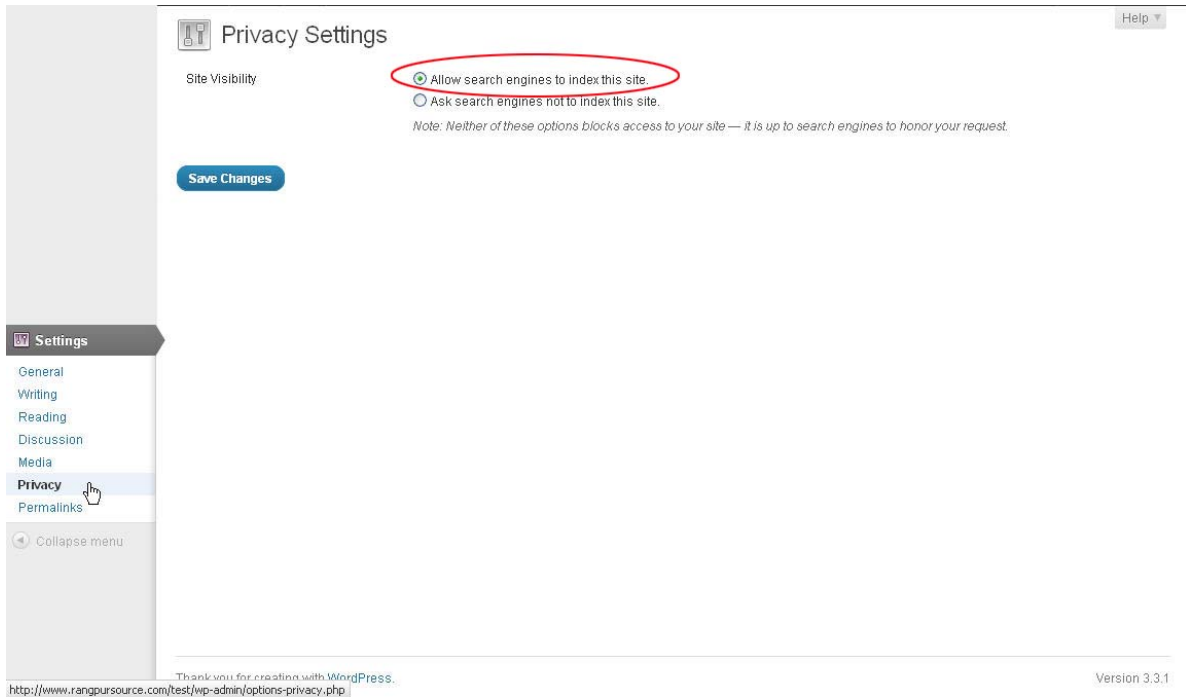 Help
Privacy Settings
Site Visibility
Allow search engines to index this site.
Ask search engines not to index this site.
Note: Neither of these options blocks access to your site — it is up to search engines to honor your request.
Save Changes
Settings
General
Writing
Reading
Discussion
Media
Privacy
Permalinks
Collapse menu
Thank you for creating with WordPress.
Version 3.3.1
http://www.rangpursource.com/test/wp-admin/options-privacy.php